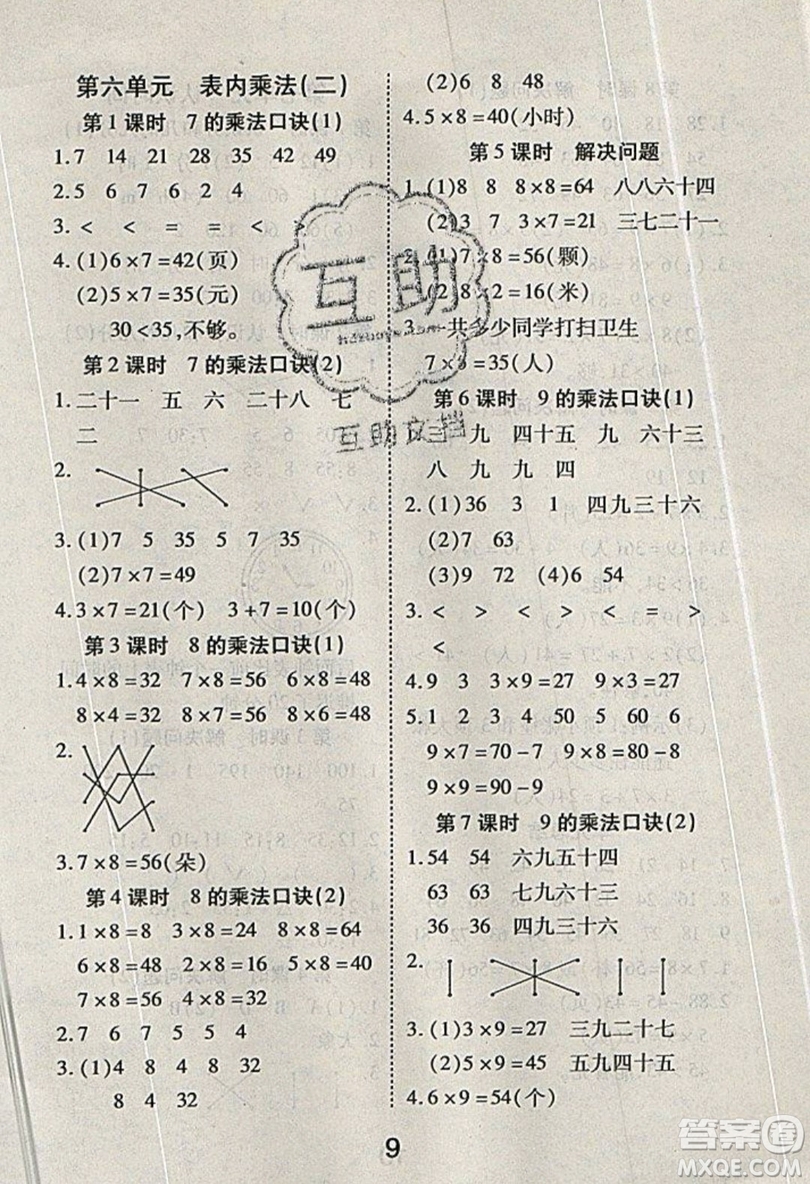 第六单元 表内乘法(二)
第1课时 7的乘法口诀(1)
1.7 14 21 28 35 42 49
2.5 6 7 6 2 4
3.< < = = < >
4.(1)6×7=42(页)
(2)5×7=35(元)
30<35,不够。
第2课时 7的乘法口诀(2)
1.二十一 五 六 二十八 七
二
2.
3.(1)7 5 35 5 7 35
(2)7×7=49
4.3×7=21(个) 3+7=10(个)
第3课时 8的乘法口诀(1)
1.4×8=32 7×8=56 5×8=40
8×4=32 8×7=56 8×5=40
2.
3.7×8=56(朵)
第4课时 8的乘法口诀(2)
1.1×8=8 3×8=24 8×8=64
6×8=48 2×8=16 5×8=40
7×8=56 4×8=32
2.7 6 7 5 5 7
3.(1)4 8 4 8 32
8 4 32
(2)6 8 48
4.5×8=40(小时)
第5课时 解决问题
1.(1)8 8 8×8=64 八八六十四
(2)3 7 3×7=21 三七二十一
2.(1)7×8=56(颗)
(2)8×2=16(米)
3.一共多少同学打扫卫生
7×5=35(人)
第6课时 9的乘法口诀(1)
1.三 九 四十五 九 六十三
八 九 九 四
2.(1)36 3 1 四九三十六
(2)7 63
(3)9 72 (4)6 54
3.< > > < = >
<
4.9 3 3×9=27 9×3=27
5.1 2 34 45 50 6 60
9×7=70-7 9×8=80-8
9×9=90-9
第7课时 9的乘法口诀(2)
1.54 54 六九五十四
63 63 七九六十三
36 36 四九三十六
2.
3.(1)3×9=27 三九二十七
(2)5×9=45 五九四十五
4.6×9=54(个)
9
互助
互助文档
答案圈
MXQE.COM